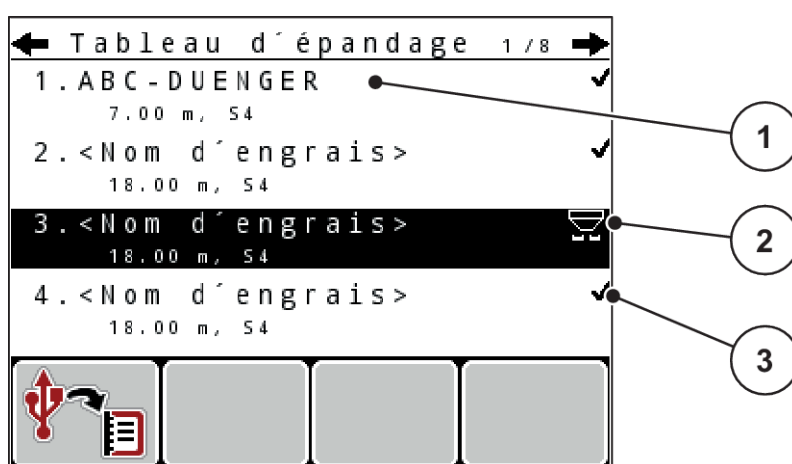 Tableau d´épandage 1/8
1.ABC-DUENGER
7.00 m, S4
2.<Nom d´engrais>
18.00 m, S4
3.<Nom d´engrais>
18.00 m, S4
4.<Nom d´engrais>
18.00 m, S4
1
2
3